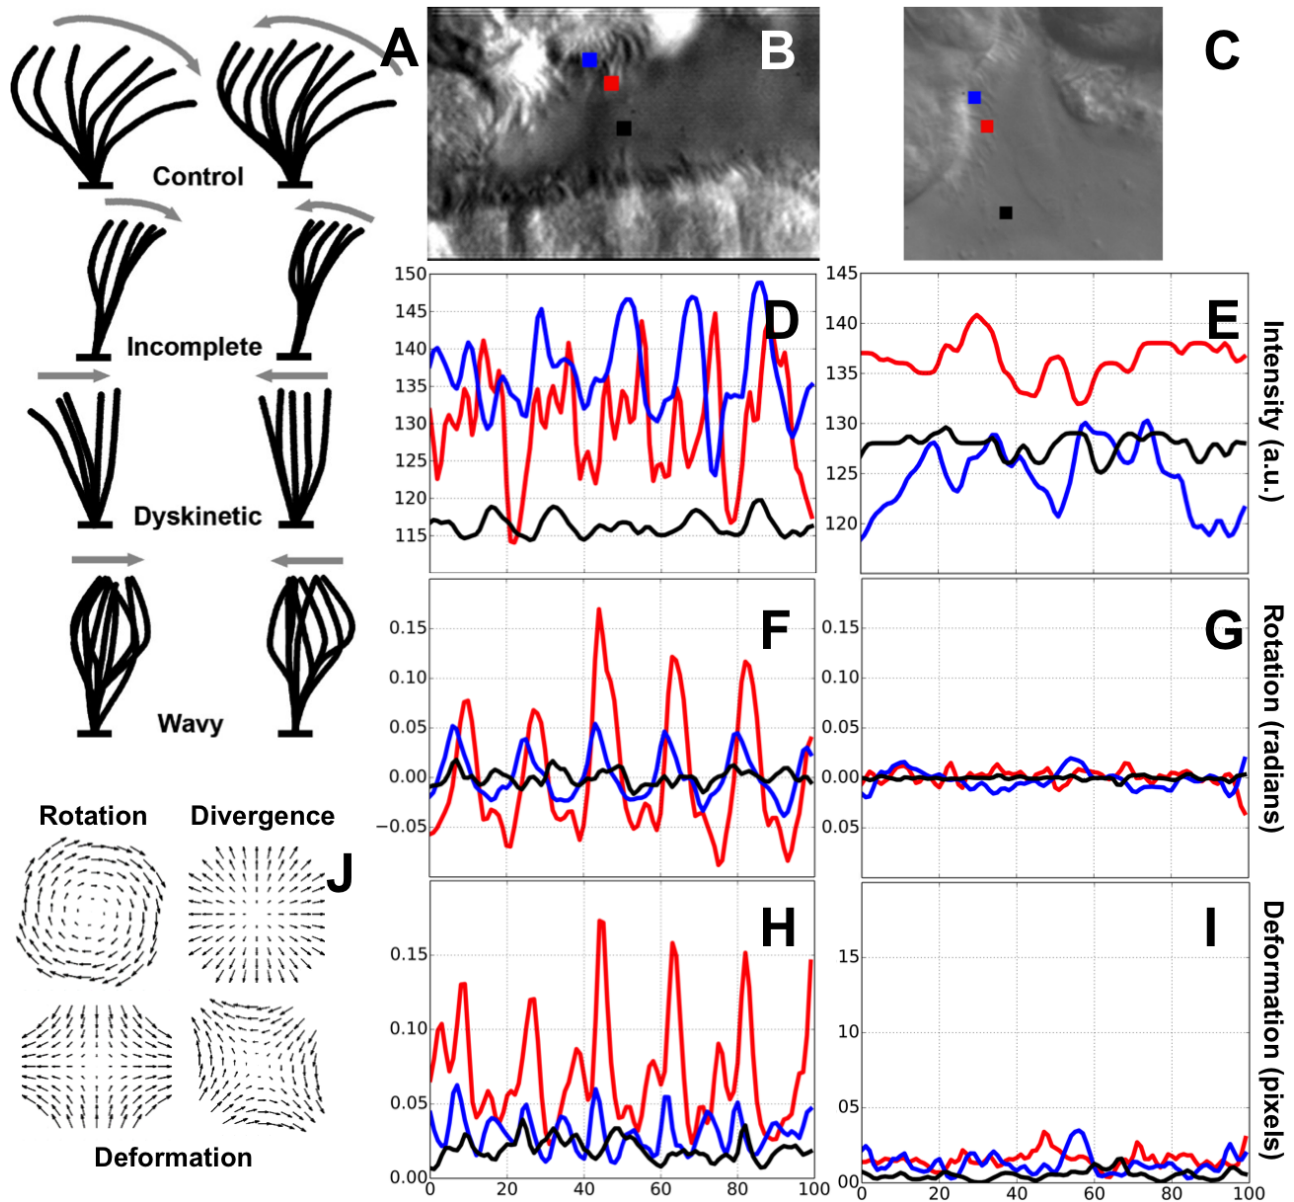 A
B
C
Control
Incomplete
Dyskinetic
Wavy
Rotation
Divergence
J
Deformation
D
150
145
140
135
130
125
120
115
E
145
140
135
130
125
120
Intensity (a.u.)
F
0.15
0.10
0.05
0.00
−0.05
G
0.15
0.10
0.05
0.00
0.05
Rotation (radians)
H
0.15
0.10
0.05
0.00
0
20
40
60
80
100
I
15
10
05
00
0
20
40
60
80
100
Deformation (pixels)